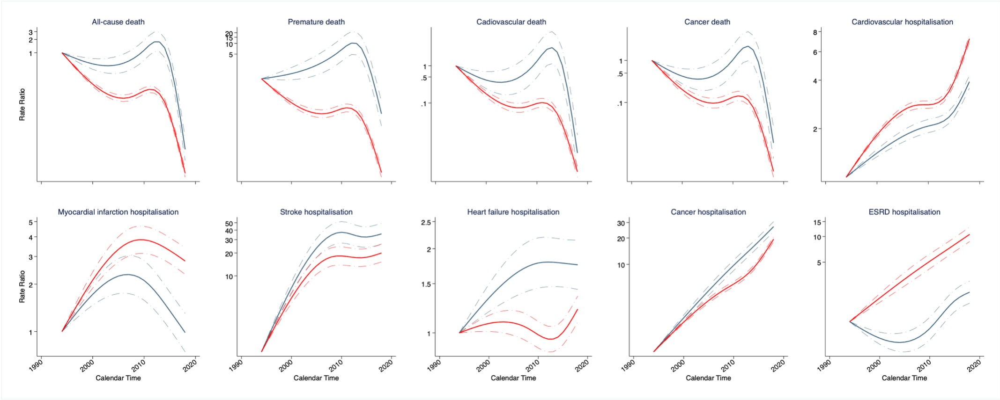 All-cause death
Premature death
Cadiovascular death
Cancer death
Cardiovascular hospitalisation
Rate Ratio
3
2
1
20
15
10
5
1
.5
.1
1
.5
.1
8
6
4
2
Myocardial infarction hospitalisation
Stroke hospitalisation
Heart failure hospitalisation
Cancer hospitalisation
ESRD hospitalisation
Rate Ratio
5
4
3
2
1
50
40
30
20
10
2.5
2
1.5
1
30
20
10
15
10
5
1990 2000 2010 2020
1990 2000 2010 2020
1990 2000 2010 2020
1990 2000 2010 2020
1990 2000 2010 2020
Calendar Time
Calendar Time
Calendar Time
Calendar Time
Calendar Time